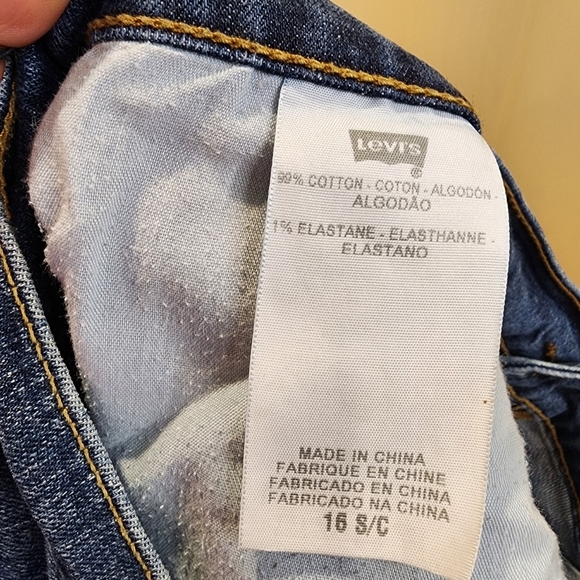 Levi's
®
99% COTTON - COTON - ALGODÓN -
ALGODÃO
1% ELASTANE - ELASTHANNE -
ELASTANO
MADE IN CHINA
FABRIQUE EN CHINE
FABRICADO EN CHINA
FABRICADO NA CHINA
16 S/C